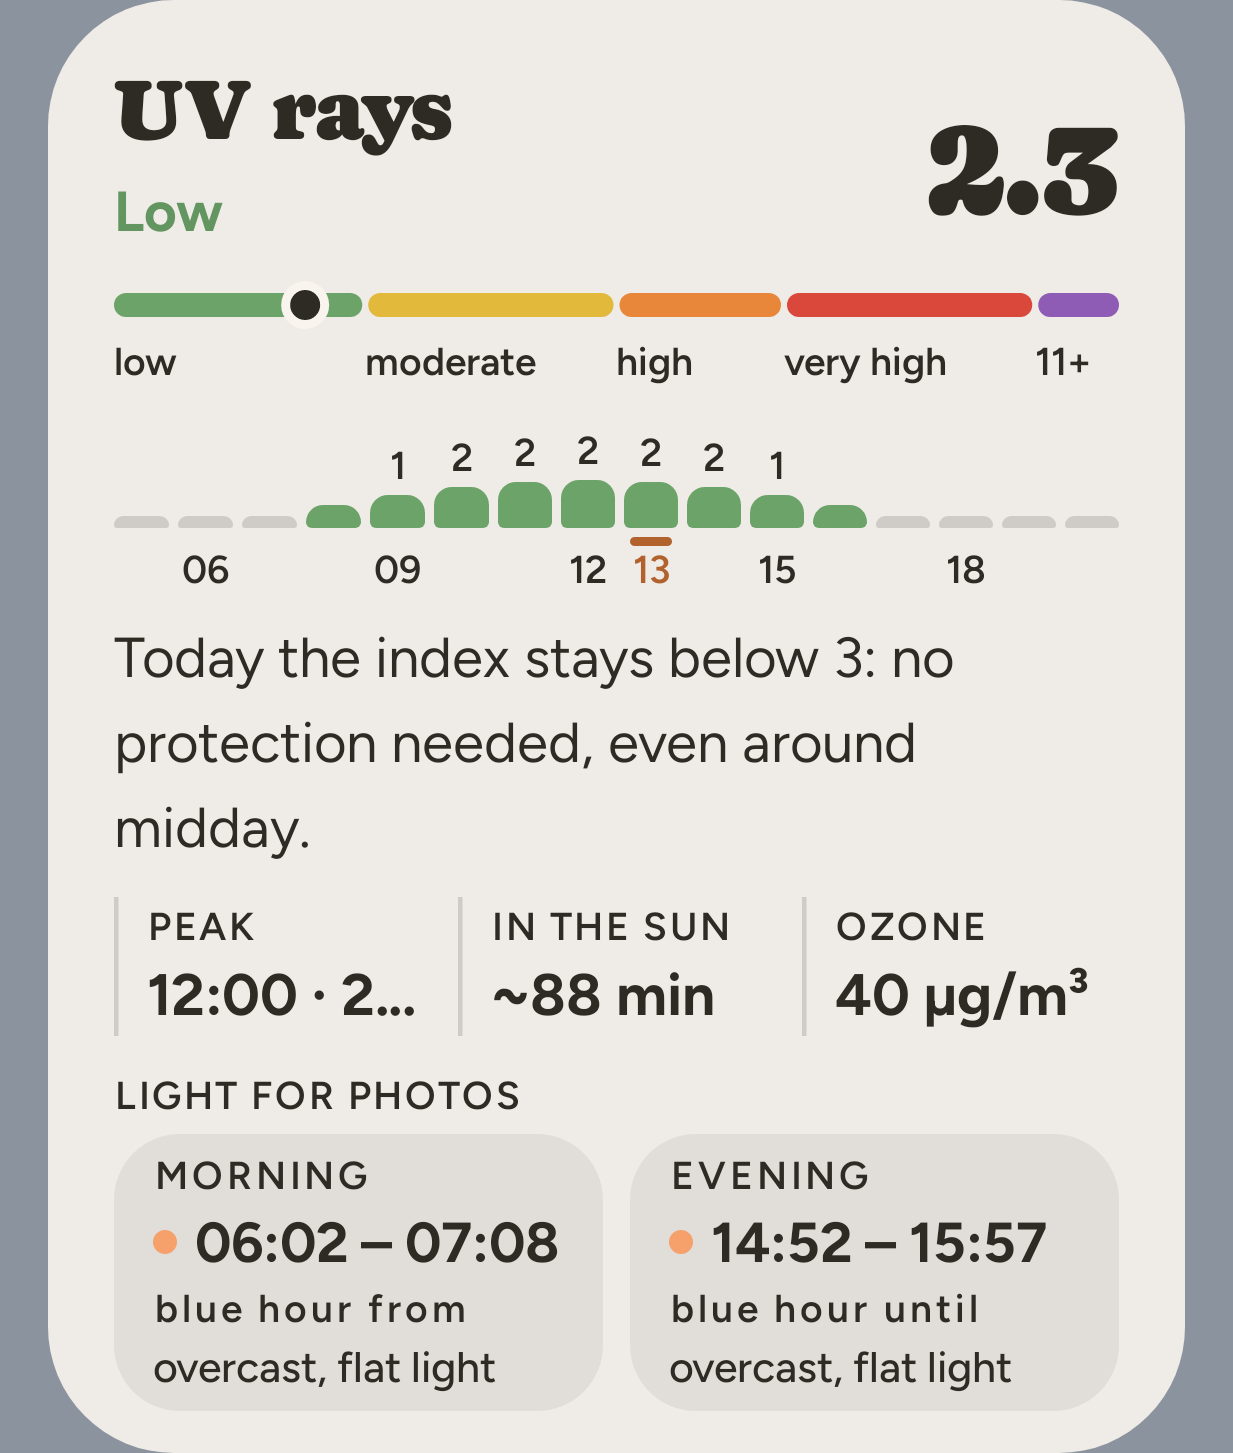 UV rays
2.3
Low
low moderate high very high 11+
1 2 2 2 2 2 1
06 09 12 13 15 18
Today the index stays below 3: no
protection needed, even around
midday.
PEAK IN THE SUN OZONE
12:00 · 2... ~88 min 40 µg/m³
LIGHT FOR PHOTOS
MORNING
06:02 – 07:08
blue hour from
overcast, flat light
EVENING
14:52 – 15:57
blue hour until
overcast, flat light